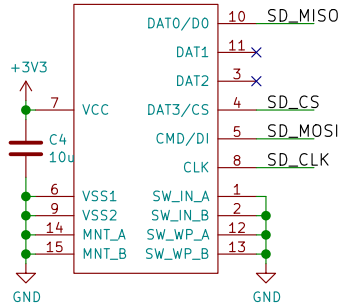 DAT0/D0 10 SD_MISO
DAT1 11
+3V3
DAT2 3
7 VCC DAT3/CS 4 SD_CS
C4
10u
CMD/DI 5 SD_MOSI
CLK 8 SD_CLK
6 VSS1 SW_IN_A 1
9 VSS2 SW_IN_B 2
14 MNT_A SW_WP_A 12
15 MNT_B SW_WP_B 13
GND GND